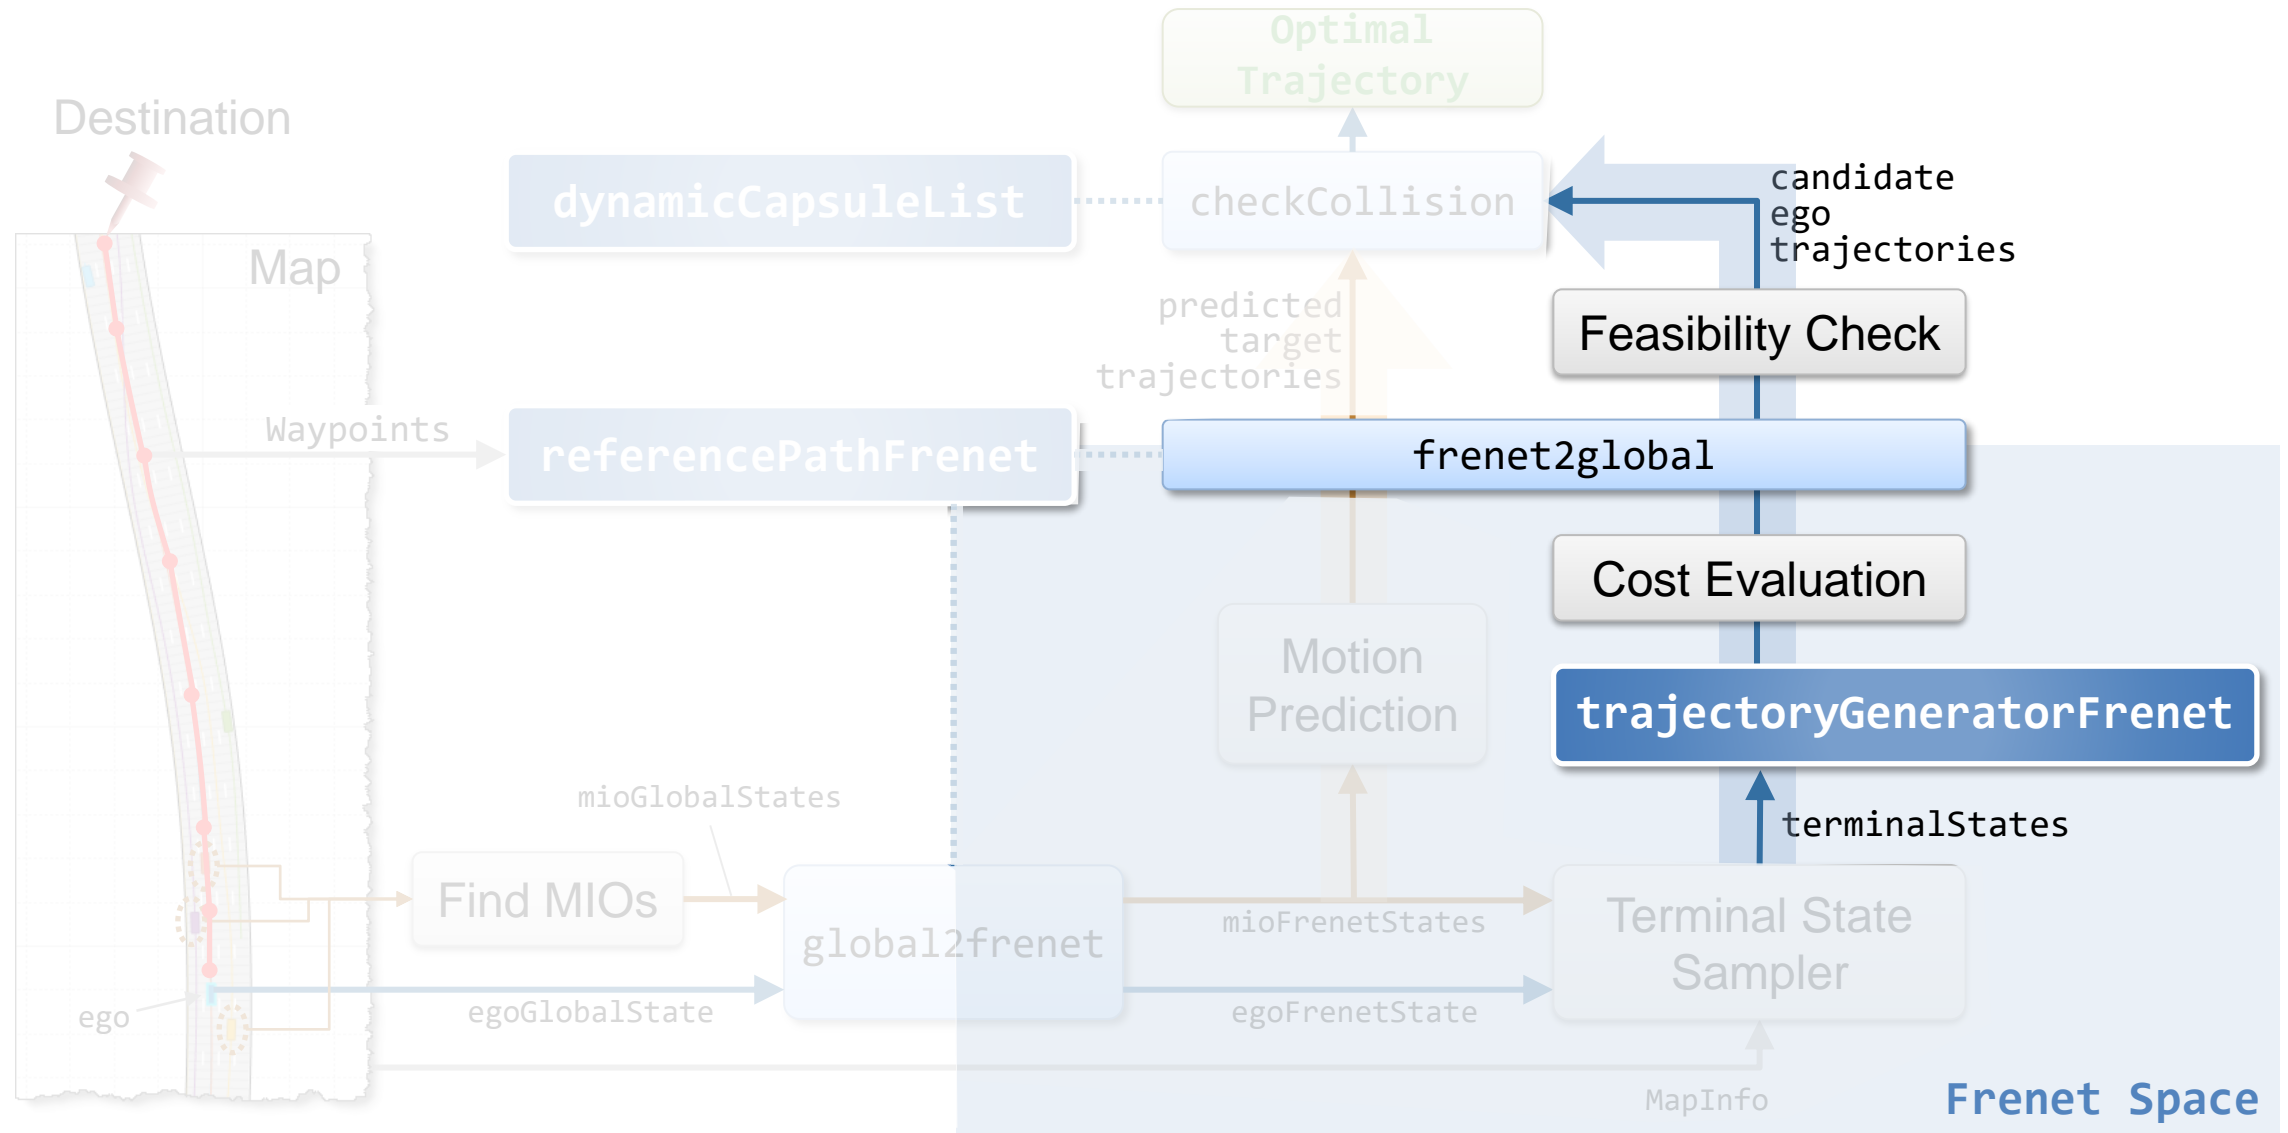 Optimal
Trajectory
Destination
dynamicCapsuleList
checkCollision
candidate
ego
trajectories
Map
predicted
target
trajectories
Feasibility Check
Waypoints
referencePathFrenet
frenet2global
Cost Evaluation
Motion
Prediction
trajectoryGeneratorFrenet
mioGlobalStates
terminalStates
Find MIOs
global2frenet
mioFrenetStates
Terminal State
Sampler
ego
egoGlobalState
egoFrenetState
MapInfo
Frenet Space